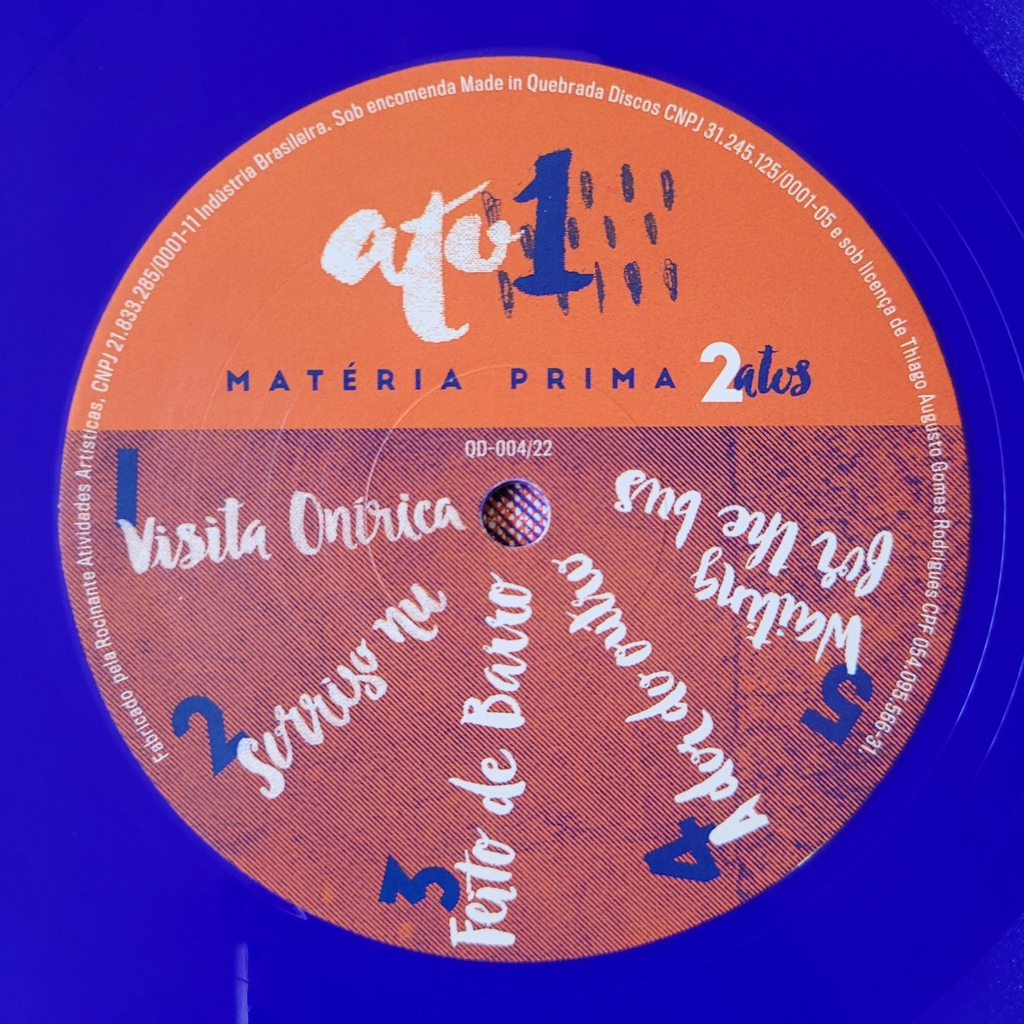 Fabricado pela Rocinante Atividades Artísticas, CNPJ 21.833.285/0001-11 Indústria Brasileira. Sob encomenda Made in Quebrada Discos CNPJ 31.245.125/0001-05 e sob licença de Thiago Augusto Gomes Rodrigues CPF 054.095.566-31.
ato 1
MATÉRIA PRIMA 2atos
QD-004/22
1 Visita Onírica
2 Sorriso nu
3 Feito de Barro
4 A dor do outro
5 Waiting
for the bus